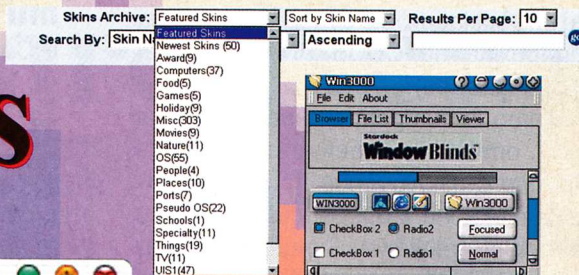 Skins Archive: Featured Skins Sort by Skin Name Results Per Page: 10
Search By: Skin Na Ascending
Featured Skins
Newest Skins (50)
Award(9)
Computers(37)
Food(5)
Games(5)
Holiday(9)
Misc(303)
Movies(9)
Nature(11)
OS(55)
People(4)
Places(10)
Ports(7)
Pseudo OS(22)
Schools(1)
Specialty(11)
Things(19)
TV(11)
UIS1(47)
S
Win3000
File Edit About
Browser File List Thumbnails Viewer
Stardock
WindowBlinds
WIN3000 Win3000
CheckBox 2 Radio2 Focused
CheckBox 1 Radio1 Normal